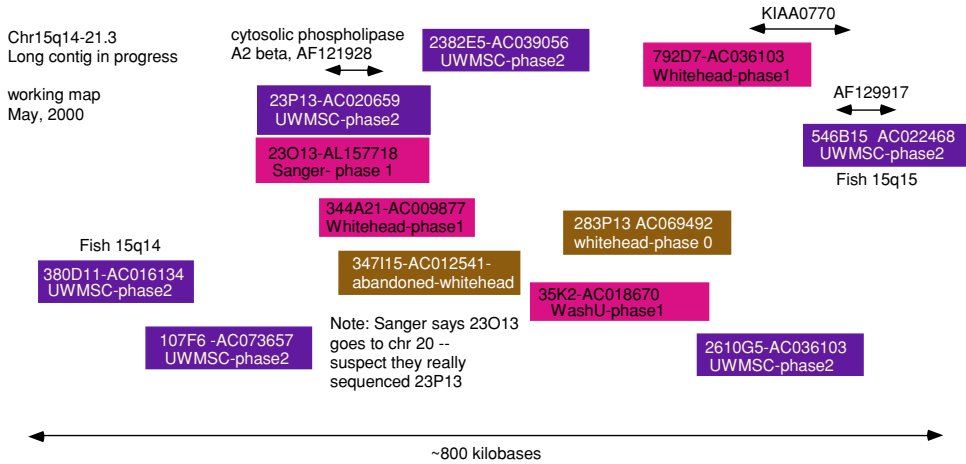 Chr15q14-21.3
Long contig in progress
working map
May, 2000
cytosolic phospholipase
A2 beta, AF121928
2382E5-AC039056
UWMSC-phase2
KIAA0770
792D7-AC036103
Whitehead-phase1
AF129917
23P13-AC020659
UWMSC-phase2
546B15 AC022468
UWMSC-phase2
Fish 15q15
23O13-AL157718
Sanger- phase 1
344A21-AC009877
Whitehead-phase1
283P13 AC069492
whitehead-phase 0
Fish 15q14
380D11-AC016134
UWMSC-phase2
347I15-AC012541-
abandoned-whitehead
35K2-AC018670
WashU-phase1
107F6 -AC073657
UWMSC-phase2
Note: Sanger says 23O13
goes to chr 20 --
suspect they really
sequenced 23P13
2610G5-AC036103
UWMSC-phase2
~800 kilobases